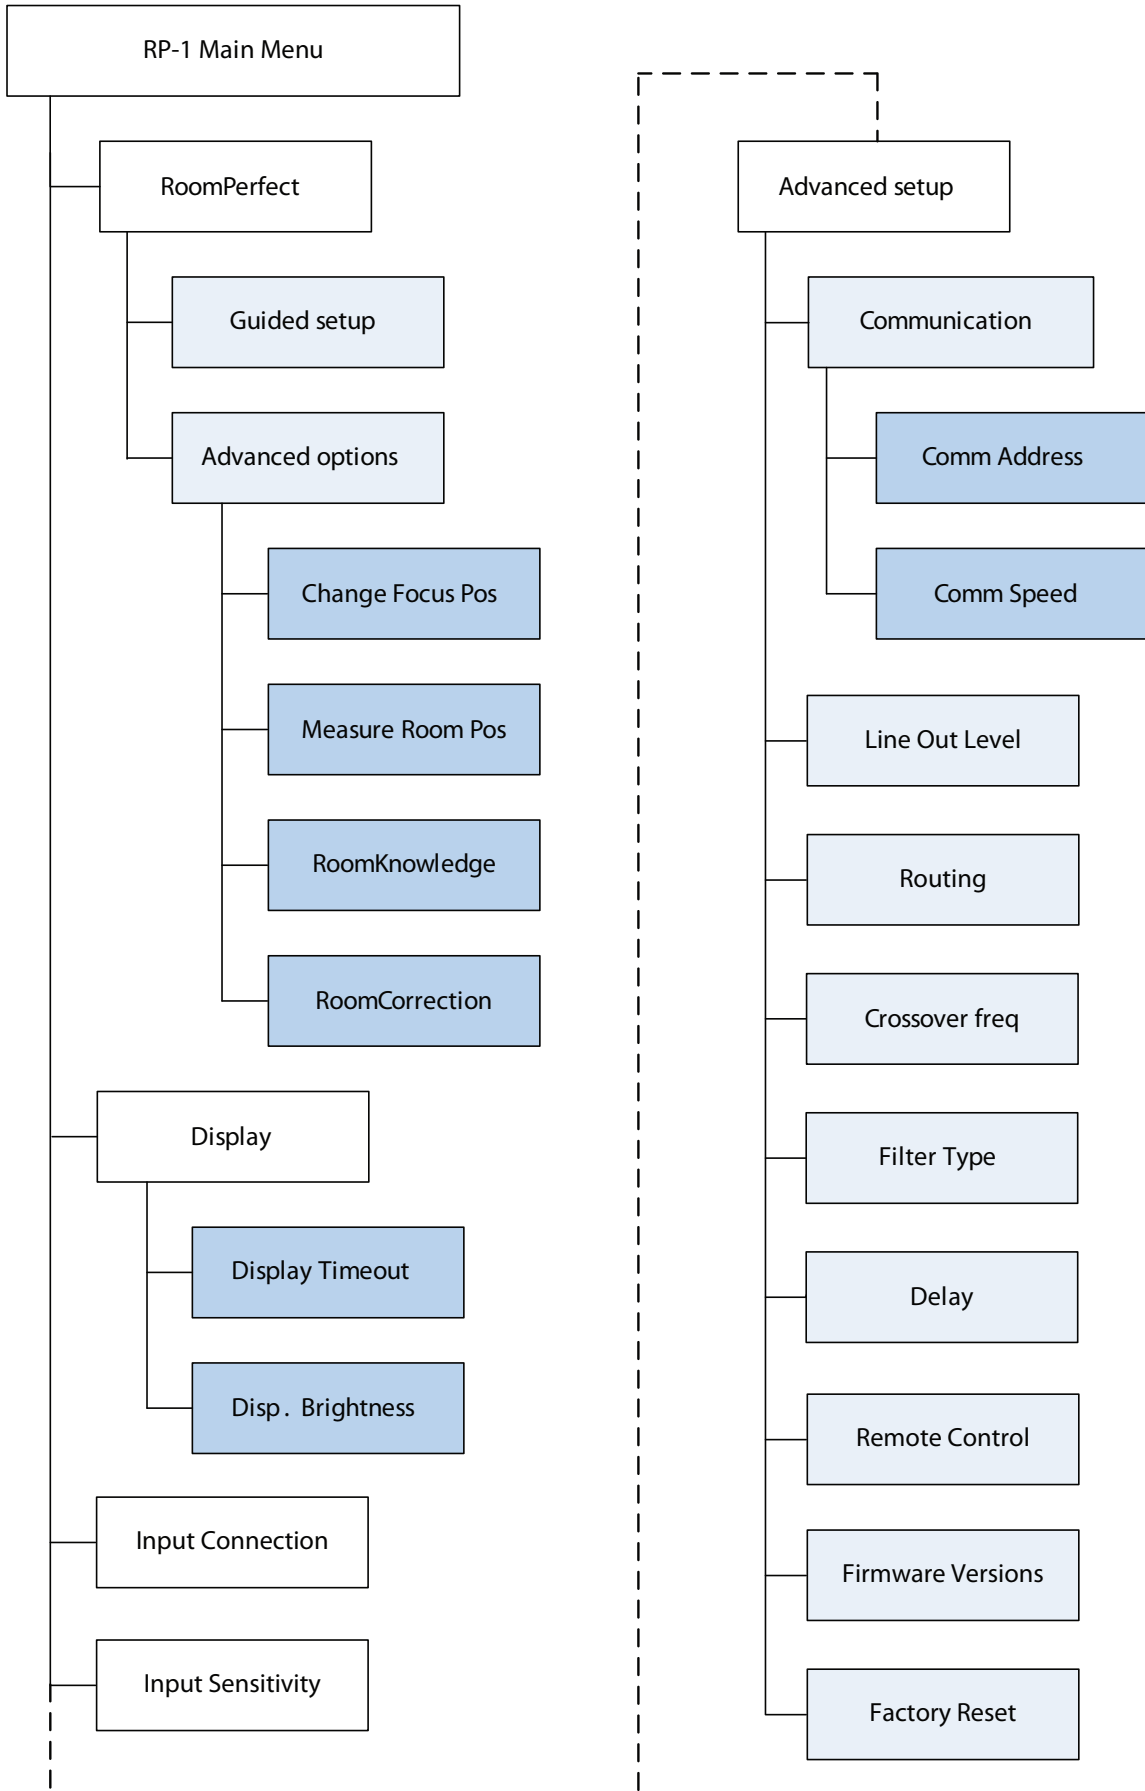 RP-1 Main Menu
RoomPerfect
Guided setup
Advanced options
Change Focus Pos
Measure Room Pos
RoomKnowledge
RoomCorrection
Display
Display Timeout
Disp. Brightness
Input Connection
Input Sensitivity
Advanced setup
Communication
Comm Address
Comm Speed
Line Out Level
Routing
Crossover freq
Filter Type
Delay
Remote Control
Firmware Versions
Factory Reset